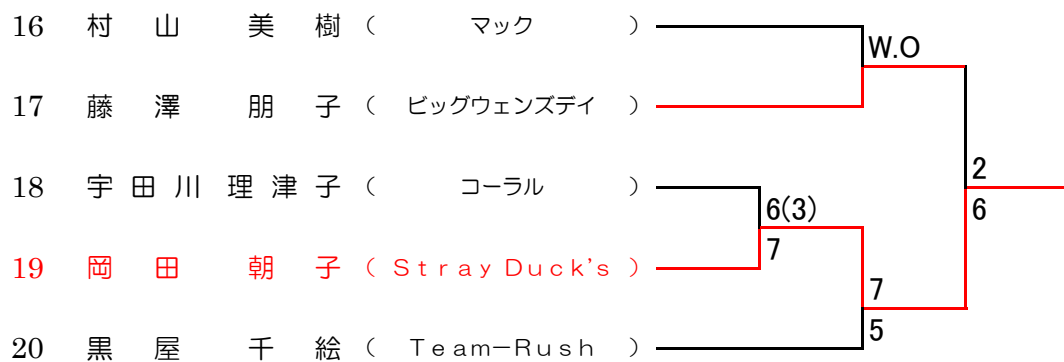 16 村山 美樹 （ マック ）
W.O
17 藤澤 朋子 （ ビッグウェンズデイ ）
18 宇田川 理津子 （ コーラル ）
2
6(3)
6
19 岡田 朝子 （ Stray Duck's ）
7
7
5
20 黒屋 千絵 （ Team－Rush ）